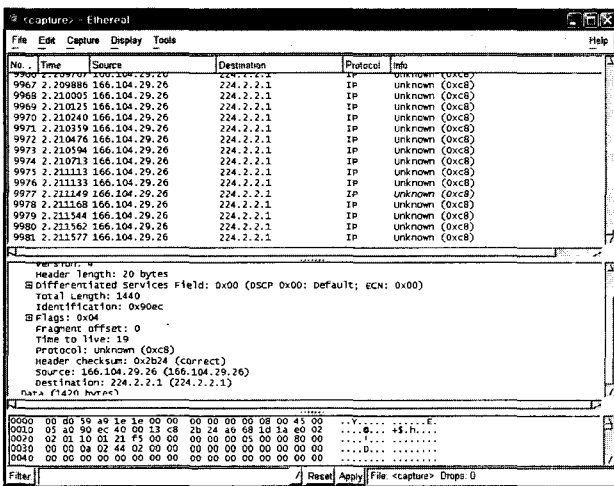 <capture> - Ethereal
File Edit Capture Display Tools Help
No. . Time Source Destination Protocol Info
9967 2.209886 166.104.29.26 224.2.2.1 IP Unknown (0xc8)
9968 2.210005 166.104.29.26 224.2.2.1 IP Unknown (0xc8)
9969 2.210125 166.104.29.26 224.2.2.1 IP Unknown (0xc8)
9970 2.210240 166.104.29.26 224.2.2.1 IP Unknown (0xc8)
9971 2.210359 166.104.29.26 224.2.2.1 IP Unknown (0xc8)
9972 2.210476 166.104.29.26 224.2.2.1 IP Unknown (0xc8)
9973 2.210594 166.104.29.26 224.2.2.1 IP Unknown (0xc8)
9974 2.210713 166.104.29.26 224.2.2.1 IP Unknown (0xc8)
9975 2.211113 166.104.29.26 224.2.2.1 IP Unknown (0xc8)
9976 2.211133 166.104.29.26 224.2.2.1 IP Unknown (0xc8)
9977 2.211149 166.104.29.26 224.2.2.1 IP Unknown (0xc8)
9978 2.211168 166.104.29.26 224.2.2.1 IP Unknown (0xc8)
9979 2.211544 166.104.29.26 224.2.2.1 IP Unknown (0xc8)
9980 2.211562 166.104.29.26 224.2.2.1 IP Unknown (0xc8)
9981 2.211577 166.104.29.26 224.2.2.1 IP Unknown (0xc8)
Version: 4
Header length: 20 bytes
Differentiated Services Field: 0x00 (DSCP 0x00: Default; ECN: 0x00)
Total Length: 1440
Identification: 0x90ec
Flags: 0x04
Fragment offset: 0
Time to live: 19
Protocol: Unknown (0xc8)
Header checksum: 0x2b24 (correct)
Source: 166.104.29.26 (166.104.29.26)
Destination: 224.2.2.1 (224.2.2.1)
Data (1420 bytes)
0000 00 d0 59 a9 1e 1e 00 00 00 00 00 00 08 00 45 00 ..Y..... ......E.
0010 05 a0 90 ec 40 00 13 c8 2b 24 a6 68 1d 1a e0 02 ....@... +$.h....
0020 02 01 10 01 21 f5 00 00 00 00 05 00 00 80 00 ....!... ........
0030 00 00 0a 02 44 02 00 00 00 00 00 00 00 00 00 00 ....D... ........
0040 00 00 00 00 00 00 00 00 00 00 00 00 00 00 00 00
Filter: / Reset Apply File: <capture> Drops: 0